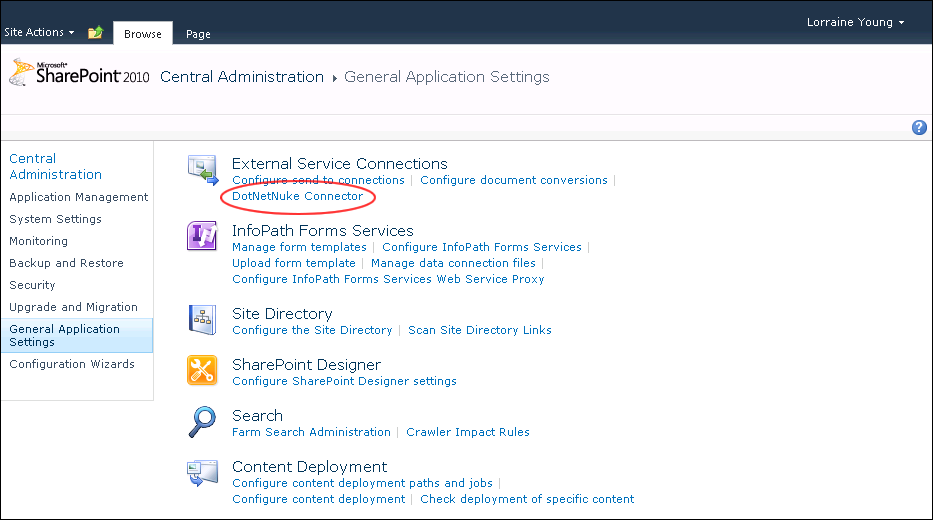 Lorraine Young
Site Actions
Browse
Page
Microsoft®
SharePoint 2010
Central Administration
General Application Settings
?
Central
Administration
Application Management
System Settings
Monitoring
Backup and Restore
Security
Upgrade and Migration
General Application
Settings
Configuration Wizards
External Service Connections
Configure send to connections | Configure document conversions |
DotNetNuke Connector
InfoPath Forms Services
Manage form templates | Configure InfoPath Forms Services |
Upload form template | Manage data connection files |
Configure InfoPath Forms Services Web Service Proxy
Site Directory
Configure the Site Directory | Scan Site Directory Links
SharePoint Designer
Configure SharePoint Designer settings
Search
Farm Search Administration | Crawler Impact Rules
Content Deployment
Configure content deployment paths and jobs |
Configure content deployment | Check deployment of specific content